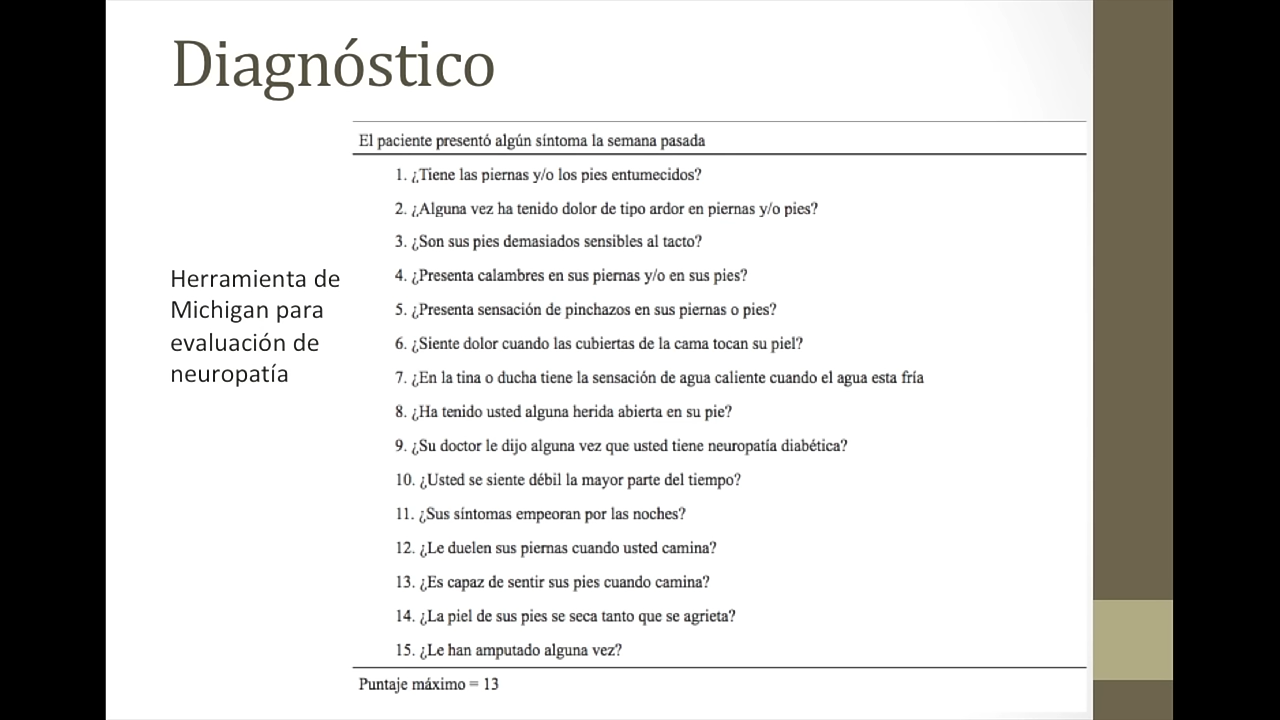 Diagnóstico
Herramienta de
Michigan para
evaluación de
neuropatía
El paciente presentó algún síntoma la semana pasada
1. ¿Tiene las piernas y/o los pies entumecidos?
2. ¿Alguna vez ha tenido dolor de tipo ardor en piernas y/o pies?
3. ¿Son sus pies demasiados sensibles al tacto?
4. ¿Presenta calambres en sus piernas y/o en sus pies?
5. ¿Presenta sensación de pinchazos en sus piernas o pies?
6. ¿Siente dolor cuando las cubiertas de la cama tocan su piel?
7. ¿En la tina o ducha tiene la sensación de agua caliente cuando el agua esta fría
8. ¿Ha tenido usted alguna herida abierta en su pie?
9. ¿Su doctor le dijo alguna vez que usted tiene neuropatía diabética?
10. ¿Usted se siente débil la mayor parte del tiempo?
11. ¿Sus síntomas empeoran por las noches?
12. ¿Le duelen sus piernas cuando usted camina?
13. ¿Es capaz de sentir sus pies cuando camina?
14. ¿La piel de sus pies se seca tanto que se agrieta?
15. ¿Le han amputado alguna vez?
Puntaje máximo = 13